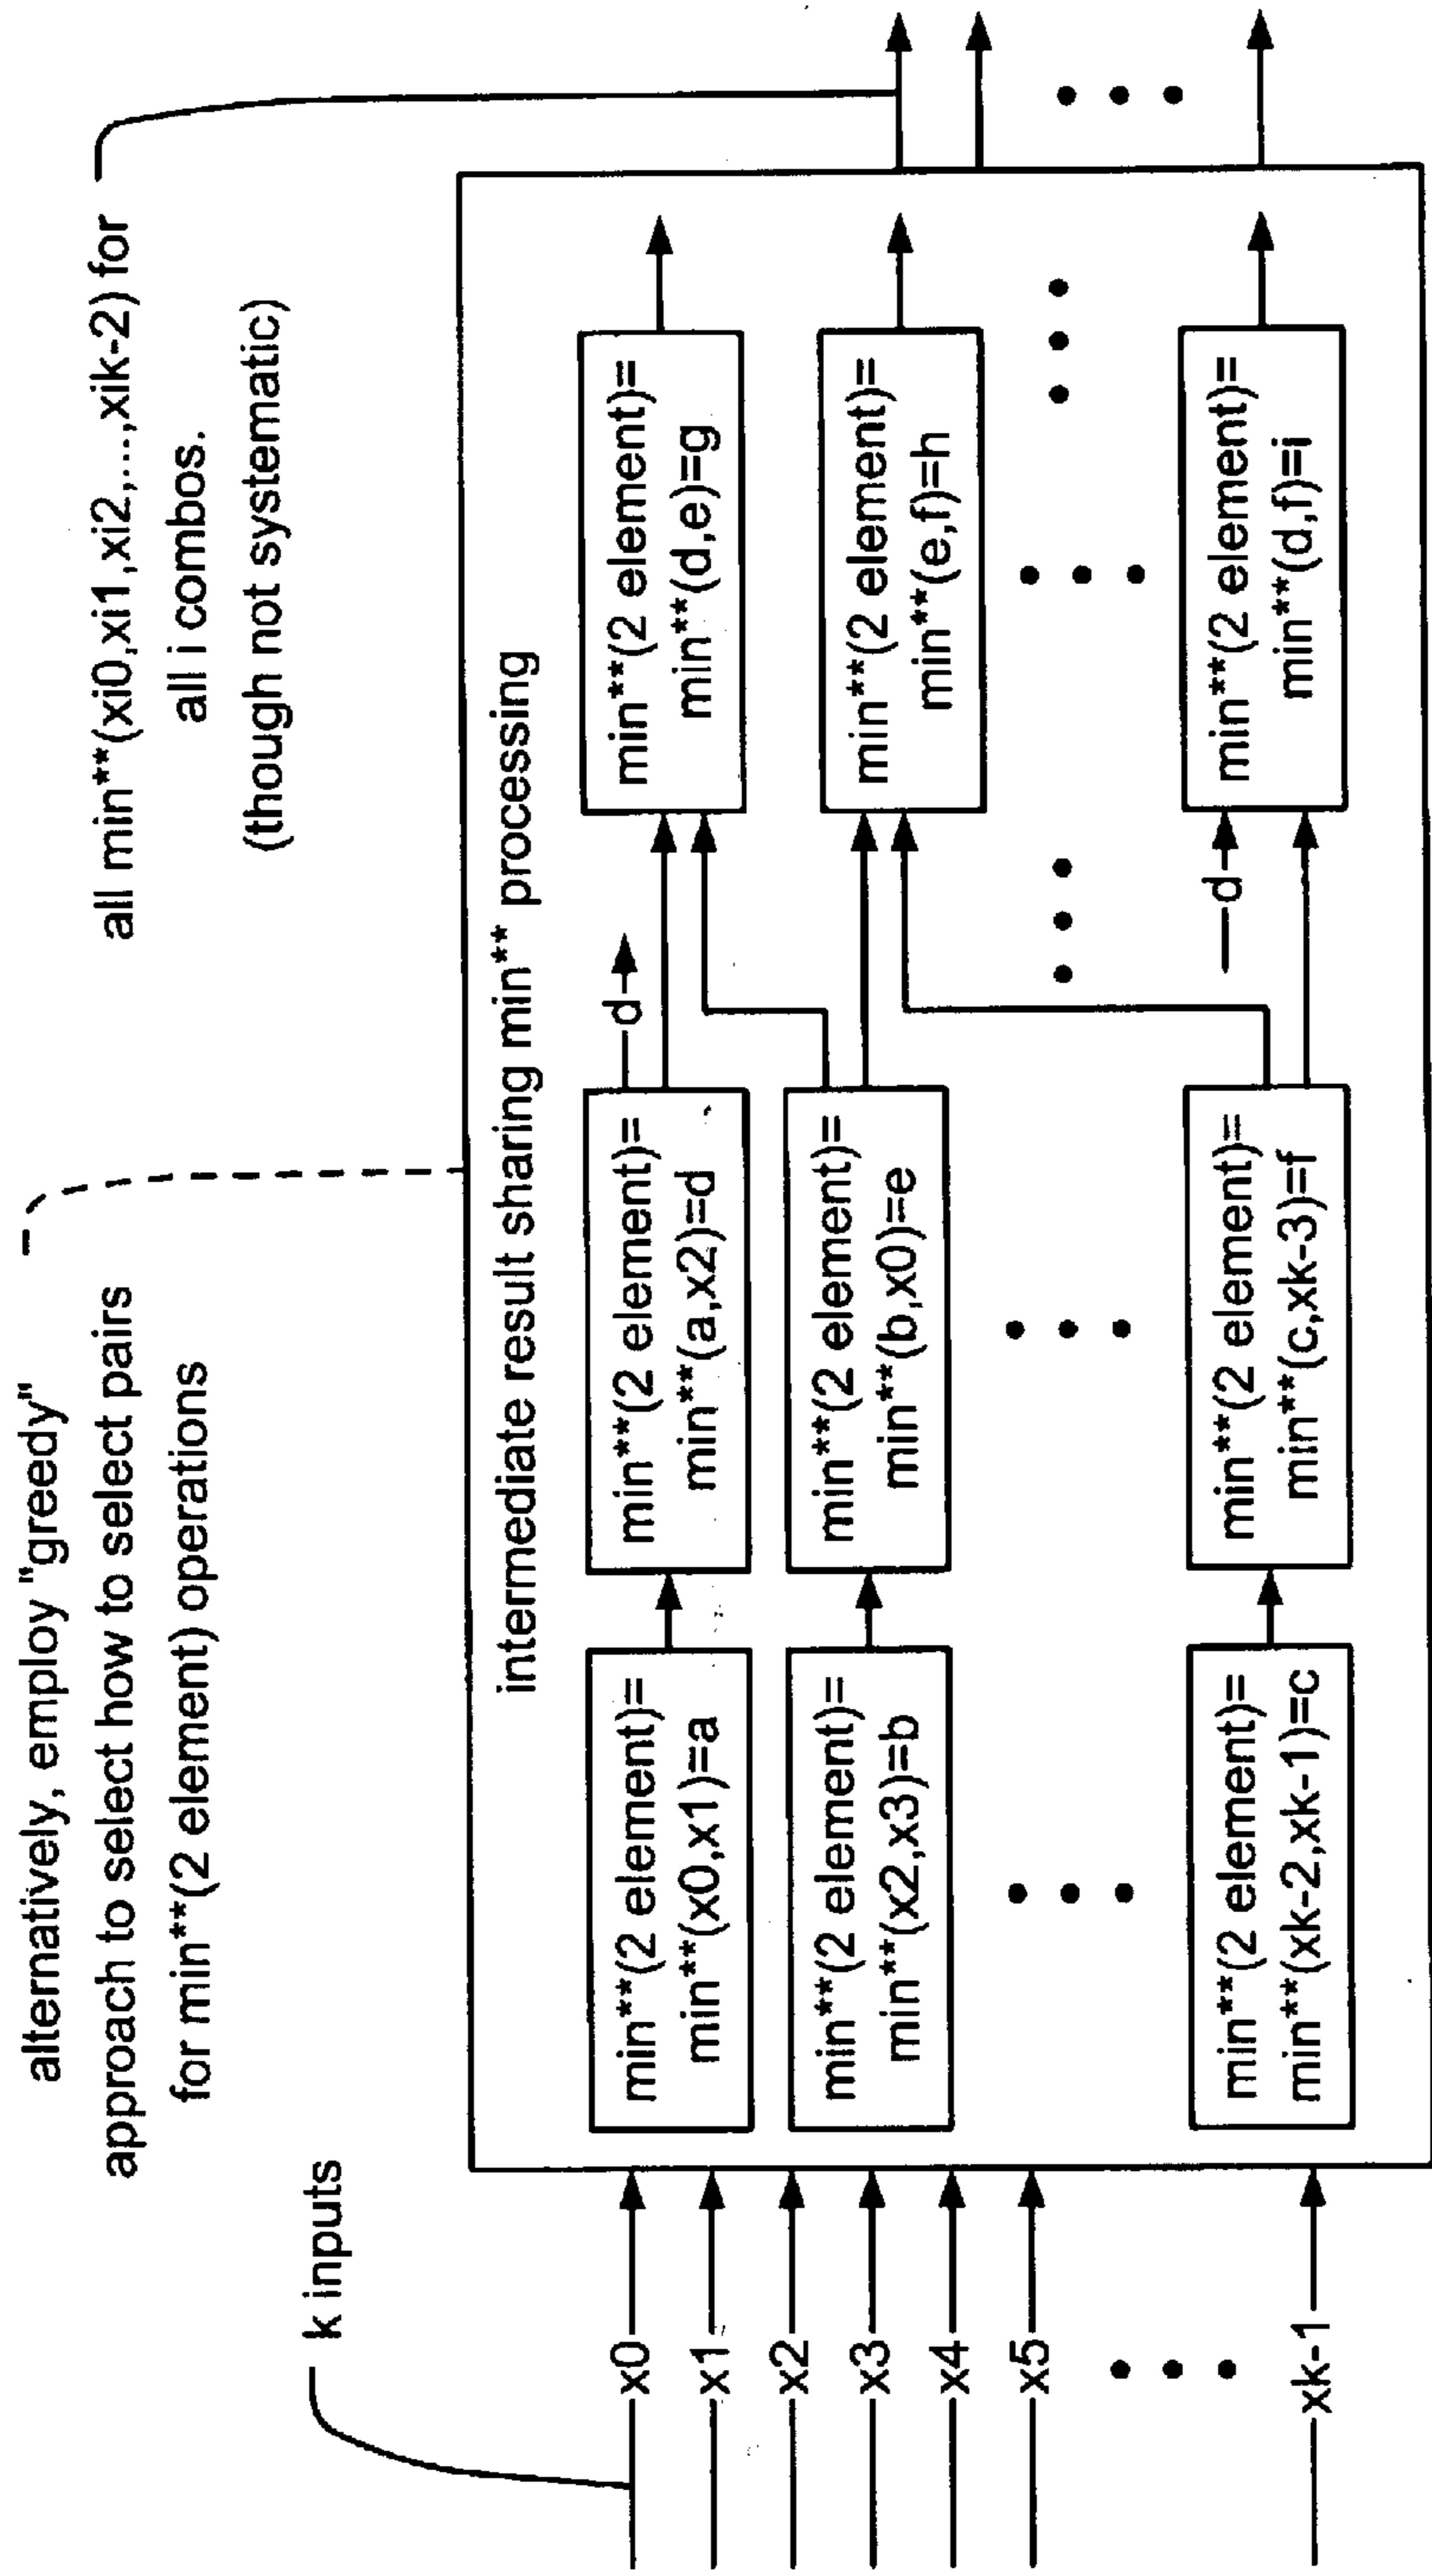 alternatively, employ "greedy"
approach to select how to select pairs
for min**(2 element) operations
all min**(xi0,xi1,xi2,...,xik-2) for
all i combos.
(though not systematic)
k inputs
x0
x1
x2
x3
x4
x5
xk-1
intermediate result sharing min** processing
min**(2 element)=
min**(x0,x1)=a
min**(2 element)=
min**(a,x2)=d
d
min**(2 element)=
min**(d,e)=g
min**(2 element)=
min**(x2,x3)=b
min**(2 element)=
min**(b,x0)=e
min**(2 element)=
min**(e,f)=h
min**(2 element)=
min**(xk-2,xk-1)=c
min**(2 element)=
min**(c,xk-3)=f
d
min**(2 element)=
min**(d,f)=i